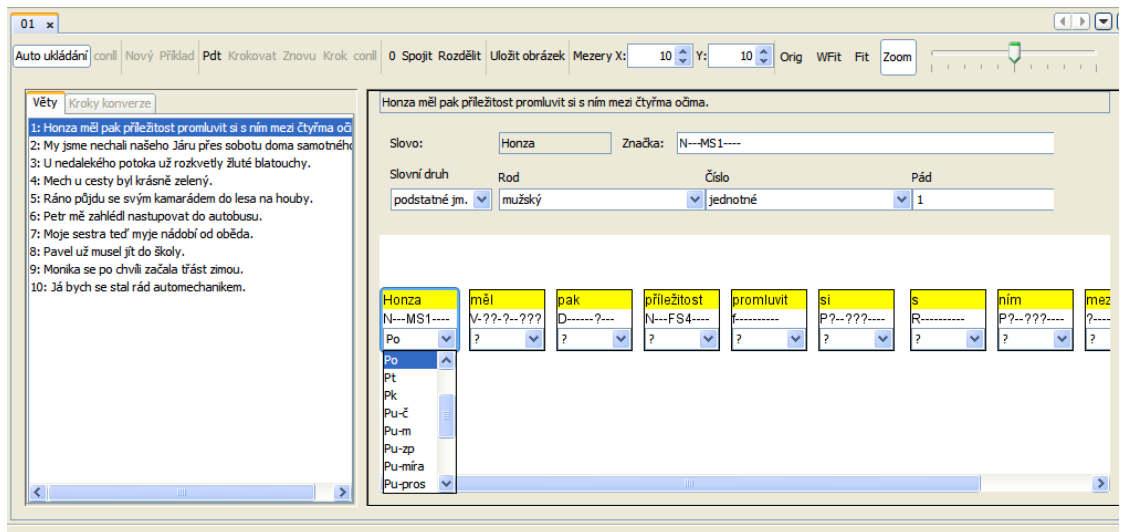 01 x
Auto ukládání conll Nový Příklad Pdt Krokovat Znovu Krok conll 0 Spojit Rozdělit Uložit obrázek Mezery X: 10 Y: 10 Orig WFit Fit Zoom
Věty Kroky konverze
1: Honza měl pak příležitost promluvit si s ním mezi čtyřma oči
2: My jsme nechali našeho Járu přes sobotu doma samotného
3: U nedalekého potoka už rozkvetly žluté blatouchy.
4: Mech u cesty byl krásně zelený.
5: Ráno půjdu se svým kamarádem do lesa na houby.
6: Petr mě zahlédl nastupovat do autobusu.
7: Moje sestra teď myje nádobí od oběda.
8: Pavel už musel jít do školy.
9: Monika se po chvíli začala třást zimou.
10: Já bych se stal rád automechanikem.
Honza měl pak příležitost promluvit si s ním mezi čtyřma očima.
Slovo: Honza Značka: N---MS1----
Slovní druh Rod Číslo Pád
podstatné jm. mužský jednotné 1
Honza měl pak příležitost promluvit si s ním mez
N---MS1---- V-??-?--??? D------?--- N---FS4---- f---------- P?--???---- R---------- P?--???---- ?----
Po ? ? ? ? ? ? ? ?
Po
Pt
Pk
Pu-č
Pu-m
Pu-zp
Pu-míra
Pu-pros